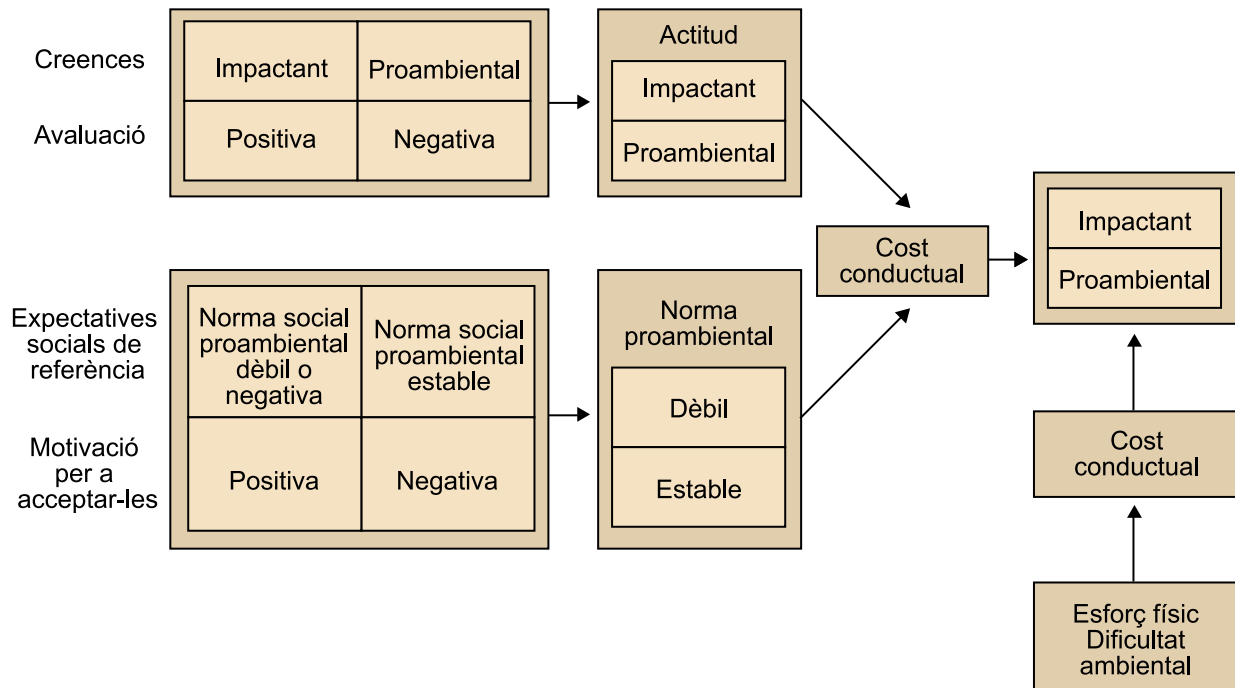 Creences
Avaluació
Impactant
Proambiental
Positiva
Negativa
Actitud
Impactant
Proambiental
Expectatives
socials de
referència
Motivació
per a
acceptar-les
Norma social
proambiental
dèbil o
negativa
Norma social
proambiental
estable
Positiva
Negativa
Norma
proambiental
Dèbil
Estable
Cost
conductual
Impactant
Proambiental
Cost
conductual
Esforç físic
Dificultat
ambiental